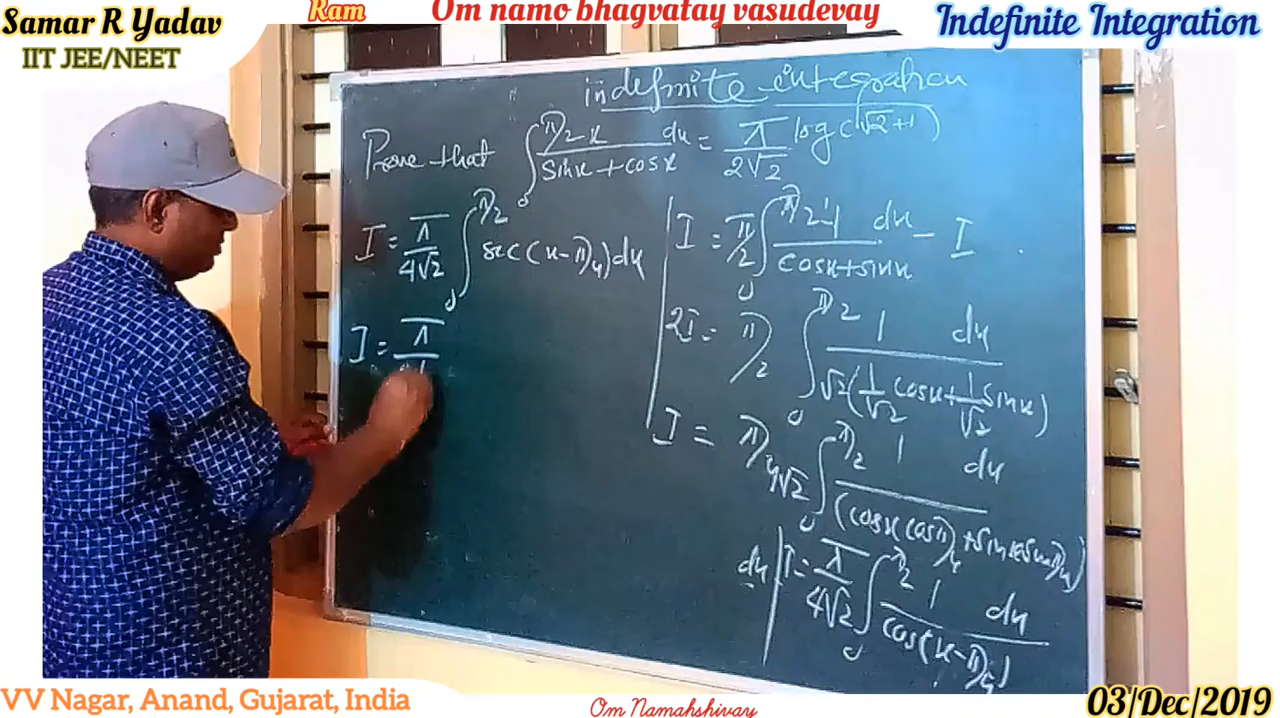 Samar R Yadav
IIT JEE/NEET
Ram
Om namo bhagvatay vasudevay
Indefinite Integration
indefinite integration
Prove that ∫₀^{π/2} x dx / (sinx + cosx) = π/(2√2) log(√2+1)
I = π/(4√2) ∫₀^{π/2} sec(x-π/4)dx
I = π/
I = π/2 ∫₀^{π/2} 1 dx / (cosx+sinx) - I
2I = π/2 ∫₀^{π/2} 1 dx / √2(1/√2 cosx + 1/√2 sinx)
I = π/4√2 ∫₀^{π/2} 1 dx / (cosx cosπ/4 + sinx sinπ/4)
dx
I = π/(4√2) ∫₀^{π/2} 1 dx / cos(x-π/4)
VV Nagar, Anand, Gujarat, India
Om Namahshivay
03/Dec/2019